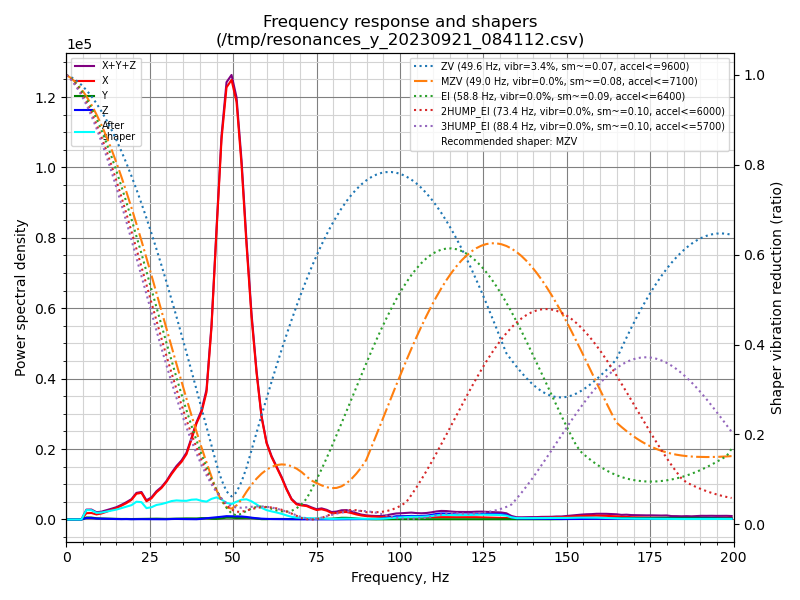 Frequency response and shapers
(/tmp/resonances_y_20230921_084112.csv)
1e5
X+Y+Z
X
Y
Z
After
shaper
ZV (49.6 Hz, vibr=3.4%, sm~=0.07, accel<=9600)
MZV (49.0 Hz, vibr=0.0%, sm~=0.08, accel<=7100)
EI (58.8 Hz, vibr=0.0%, sm~=0.09, accel<=6400)
2HUMP_EI (73.4 Hz, vibr=0.0%, sm~=0.10, accel<=6000)
3HUMP_EI (88.4 Hz, vibr=0.0%, sm~=0.10, accel<=5700)
Recommended shaper: MZV
Power spectral density
1.2
1.0
0.8
0.6
0.4
0.2
0.0
1.0
0.8
0.6
0.4
0.2
0.0
Shaper vibration reduction (ratio)
0 25 50 75 100 125 150 175 200
Frequency, Hz